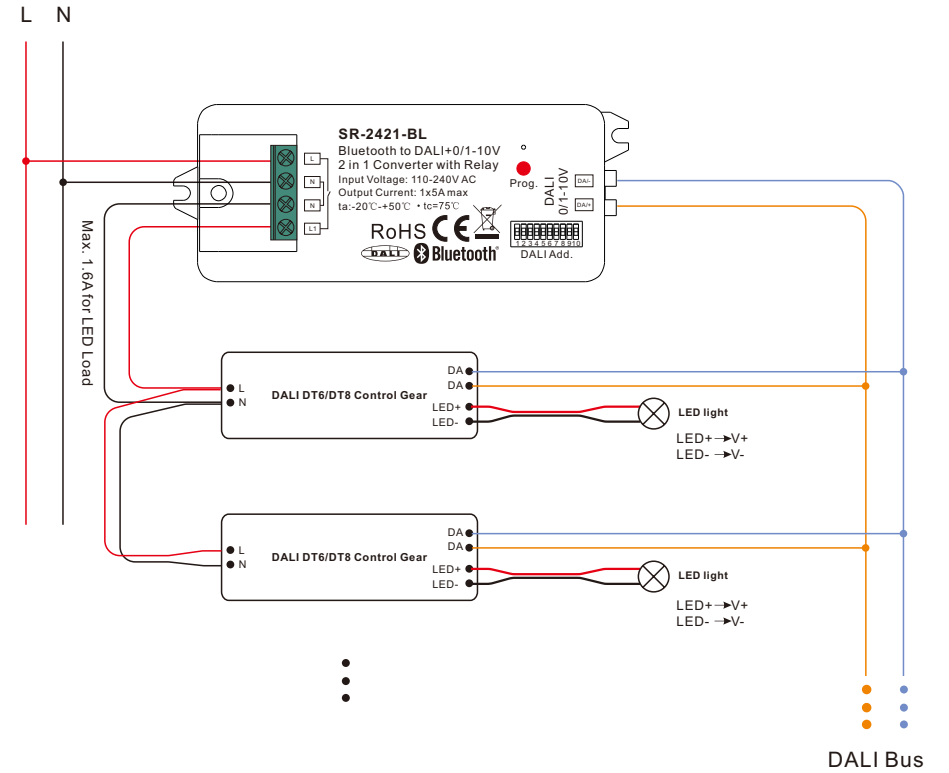 L N
SR-2421-BL
Bluetooth to DALI+0/1-10V
2 in 1 Converter with Relay
Input Voltage: 110-240V AC
Output Current: 1x5A max
ta:-20℃-+50℃ • tc=75℃
L
N
N
L1
Prog.
DALI
0/1-10V
DA/-
DA/+
RoHS CE
DALI Bluetooth®
1 2 3 4 5 6 7 8 9 10
DALI Add.
Max. 1.6A for LED Load
L
N
DALI DT6/DT8 Control Gear
DA
DA
LED+
LED-
LED light
LED+→V+
LED- →V-
L
N
DALI DT6/DT8 Control Gear
DA
DA
LED+
LED-
LED light
LED+→V+
LED- →V-
DALI Bus